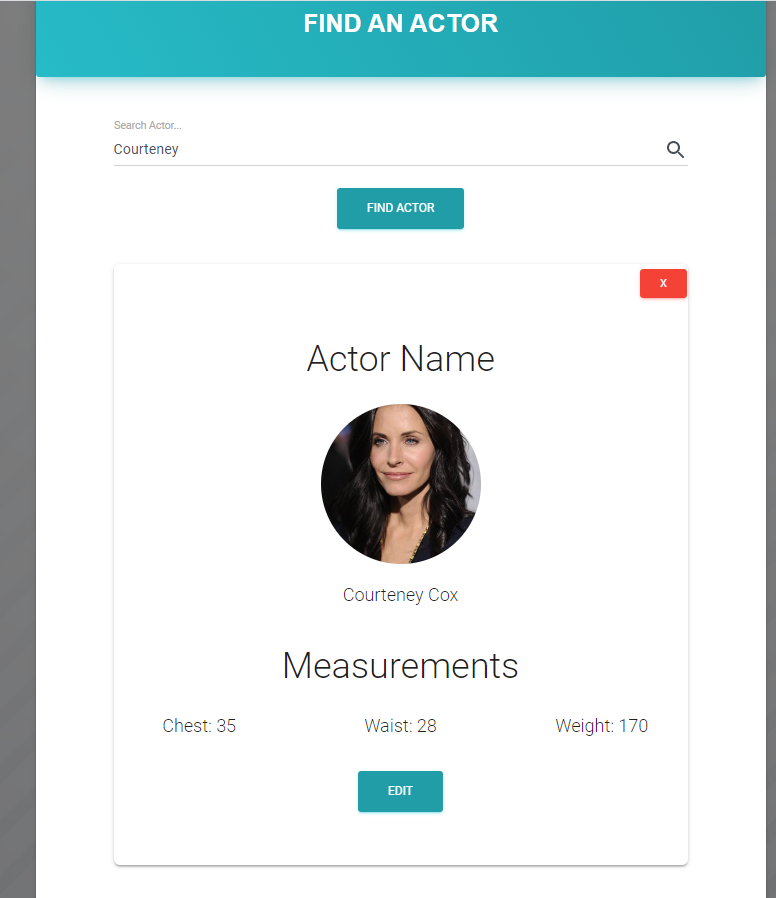 FIND AN ACTOR
Search Actor...
Courteney
FIND ACTOR
X
Actor Name
Courteney Cox
Measurements
Chest: 35 Waist: 28 Weight: 170
EDIT